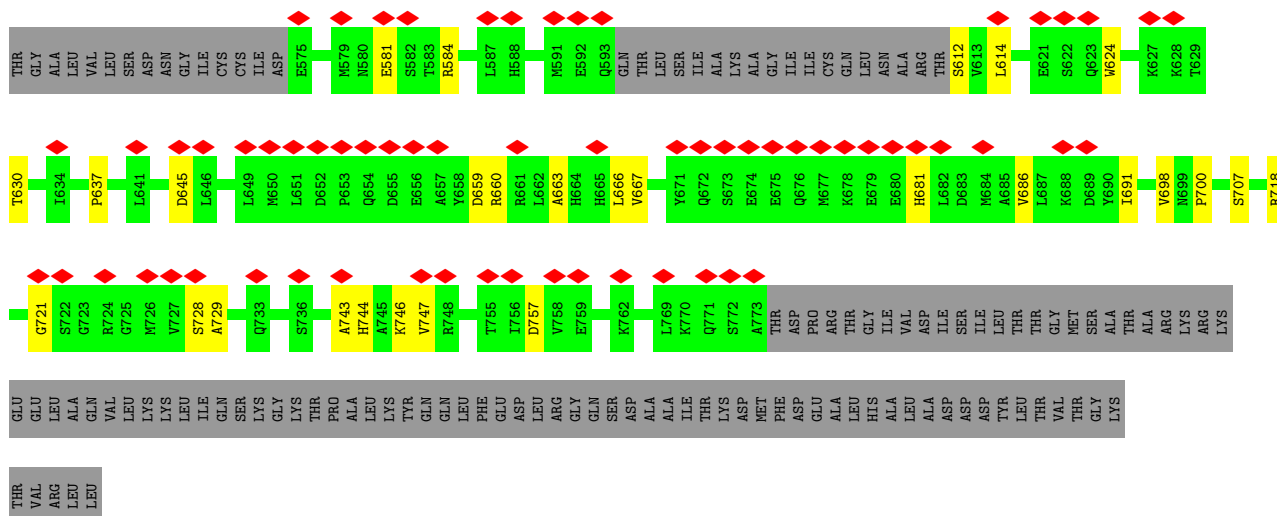 THR GLY ALA LEU VAL LEU SER ASP ASN GLY ILE CYS CYS ILE ASP E575 M579 N580 E581 S582 T583 R584 L587 H588 M591 E592 Q593 GLN THR LEU SER ILE ALA LYS ALA GLY ILE ILE CYS GLN LEU ASN ALA ARG THR S612 V613 L614 E621 S622 Q623 W624 K627 K628 T629
T630 I634 P637 L641 D645 L646 L649 M650 L651 D652 P653 Q654 D655 E656 A657 Y658 D659 R660 R661 L662 A663 H664 H665 L666 V667 Y671 Q672 S673 E674 E675 Q676 M677 K678 E679 E680 H681 L682 D683 M684 A685 V686 L687 K688 D689 Y690 I691 V698 N699 P700 S707 R718
G721 S722 G723 R724 G725 M726 V727 S728 A729 Q733 S736 A743 H744 A745 K746 V747 R748 T755 I756 D757 V758 E759 K762 L769 K770 Q771 S772 A773 THR ASP PRO ARG THR GLY ILE VAL ASP ILE SER ILE LEU THR THR GLY MET SER ALA THR ALA ARG LYS ARG LYS
GLU GLU LEU ALA GLN VAL LEU LYS LYS LEU ILE GLN SER LYS GLY LYS THR PRO ALA LEU LYS TYR GLN GLN LEU PHE GLU ASP LEU ARG GLY GLN SER ASP ALA ALA ILE THR LYS ASP MET PHE ASP GLU ALA LEU HIS ALA LEU ALA ASP ASP ASP TYR LEU THR VAL THR GLY LYS
THR VAL ARG LEU LEU